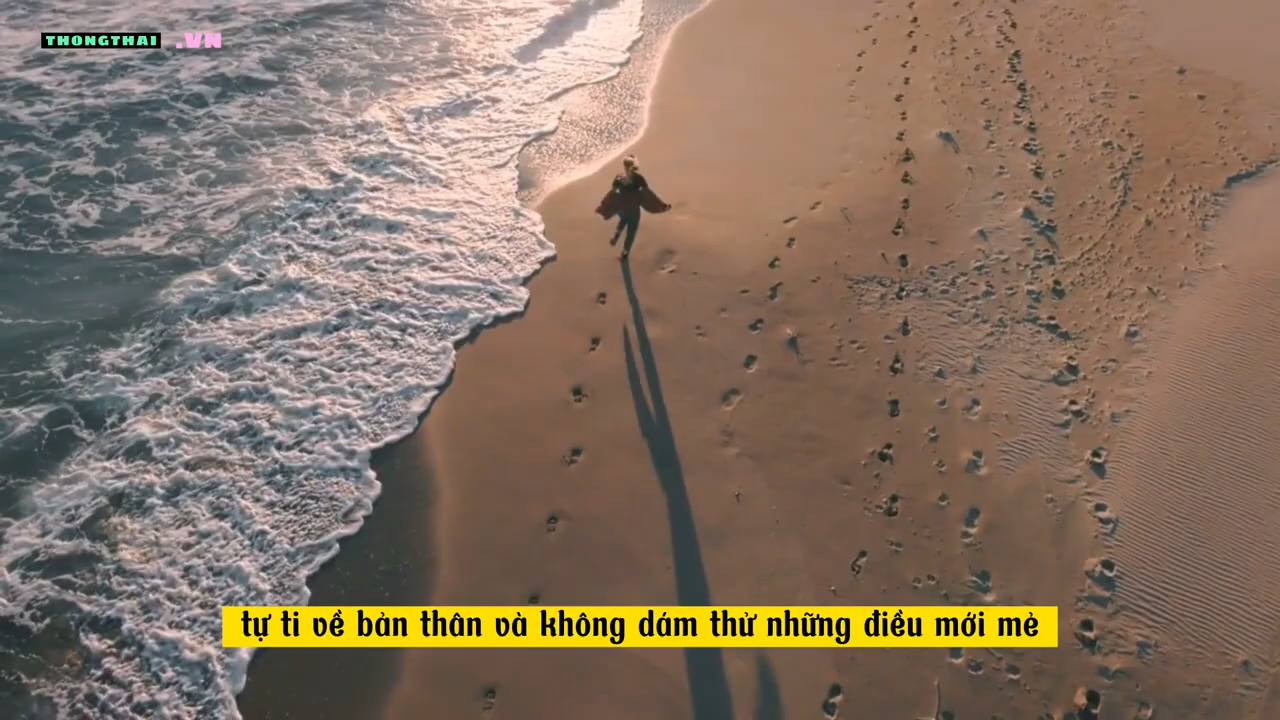 THONGTHAI .VN
tự ti về bản thân và không dám thử những điều mới mẻ